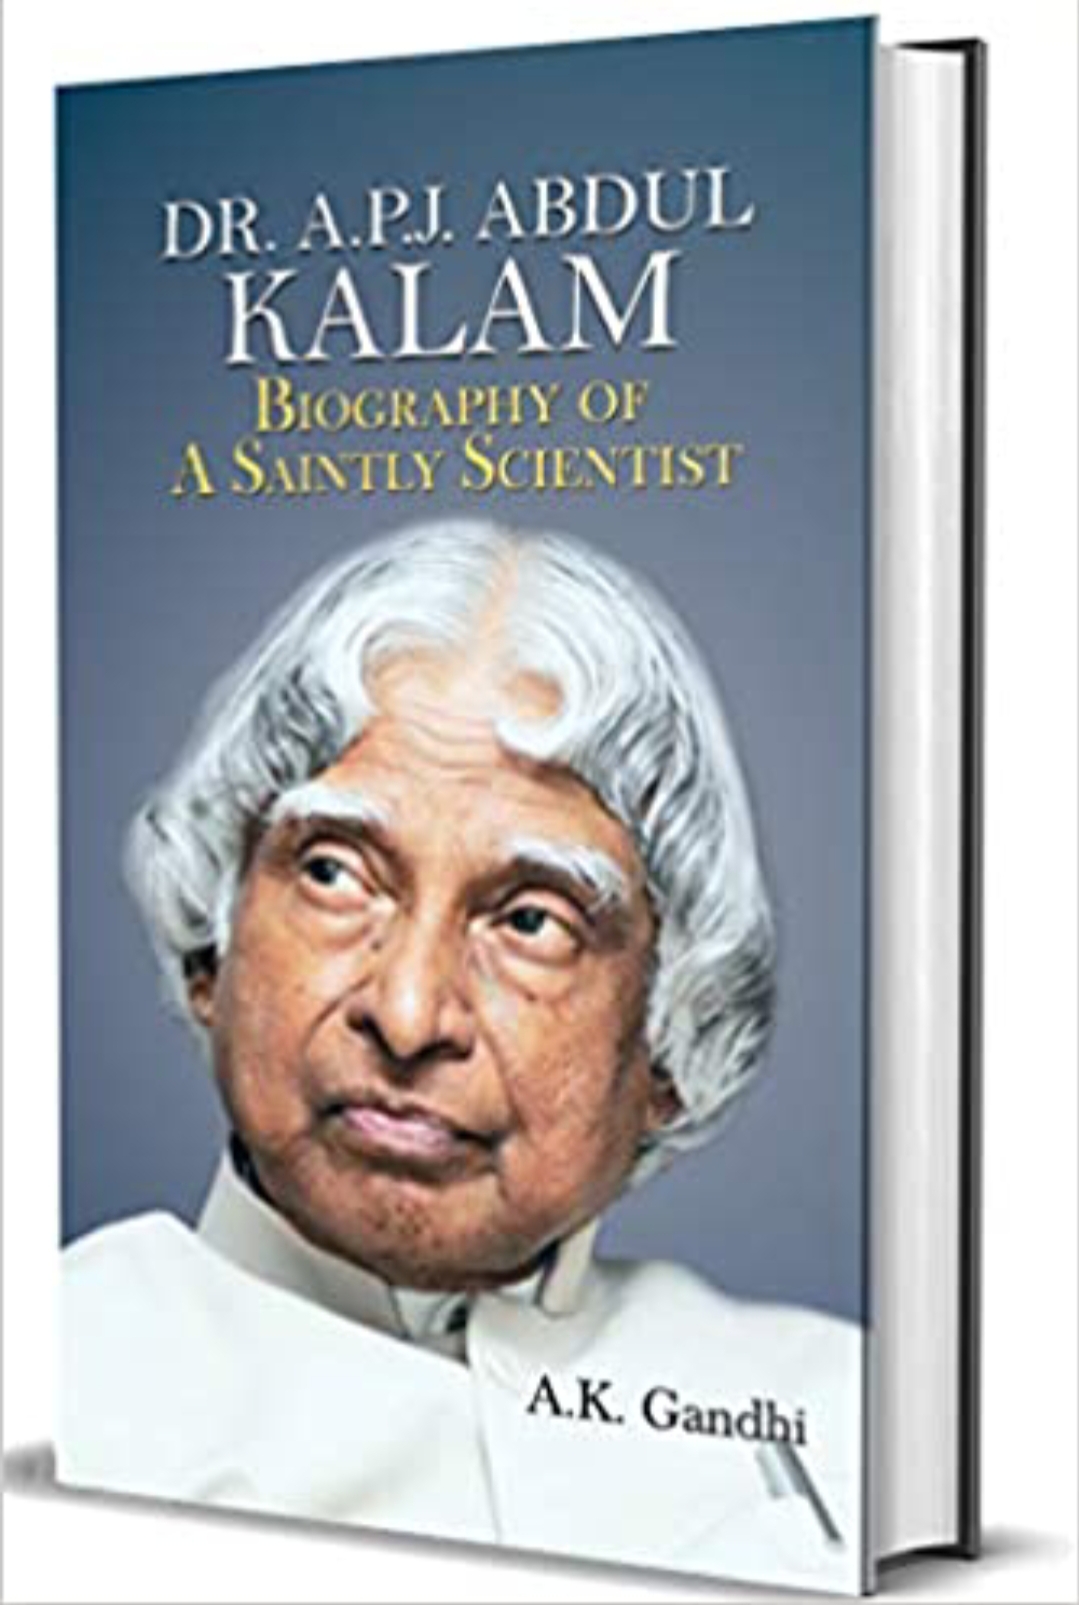 DR. A.P.J. ABDUL
KALAM
BIOGRAPHY OF
A SAINTLY SCIENTIST
A.K. Gandhi